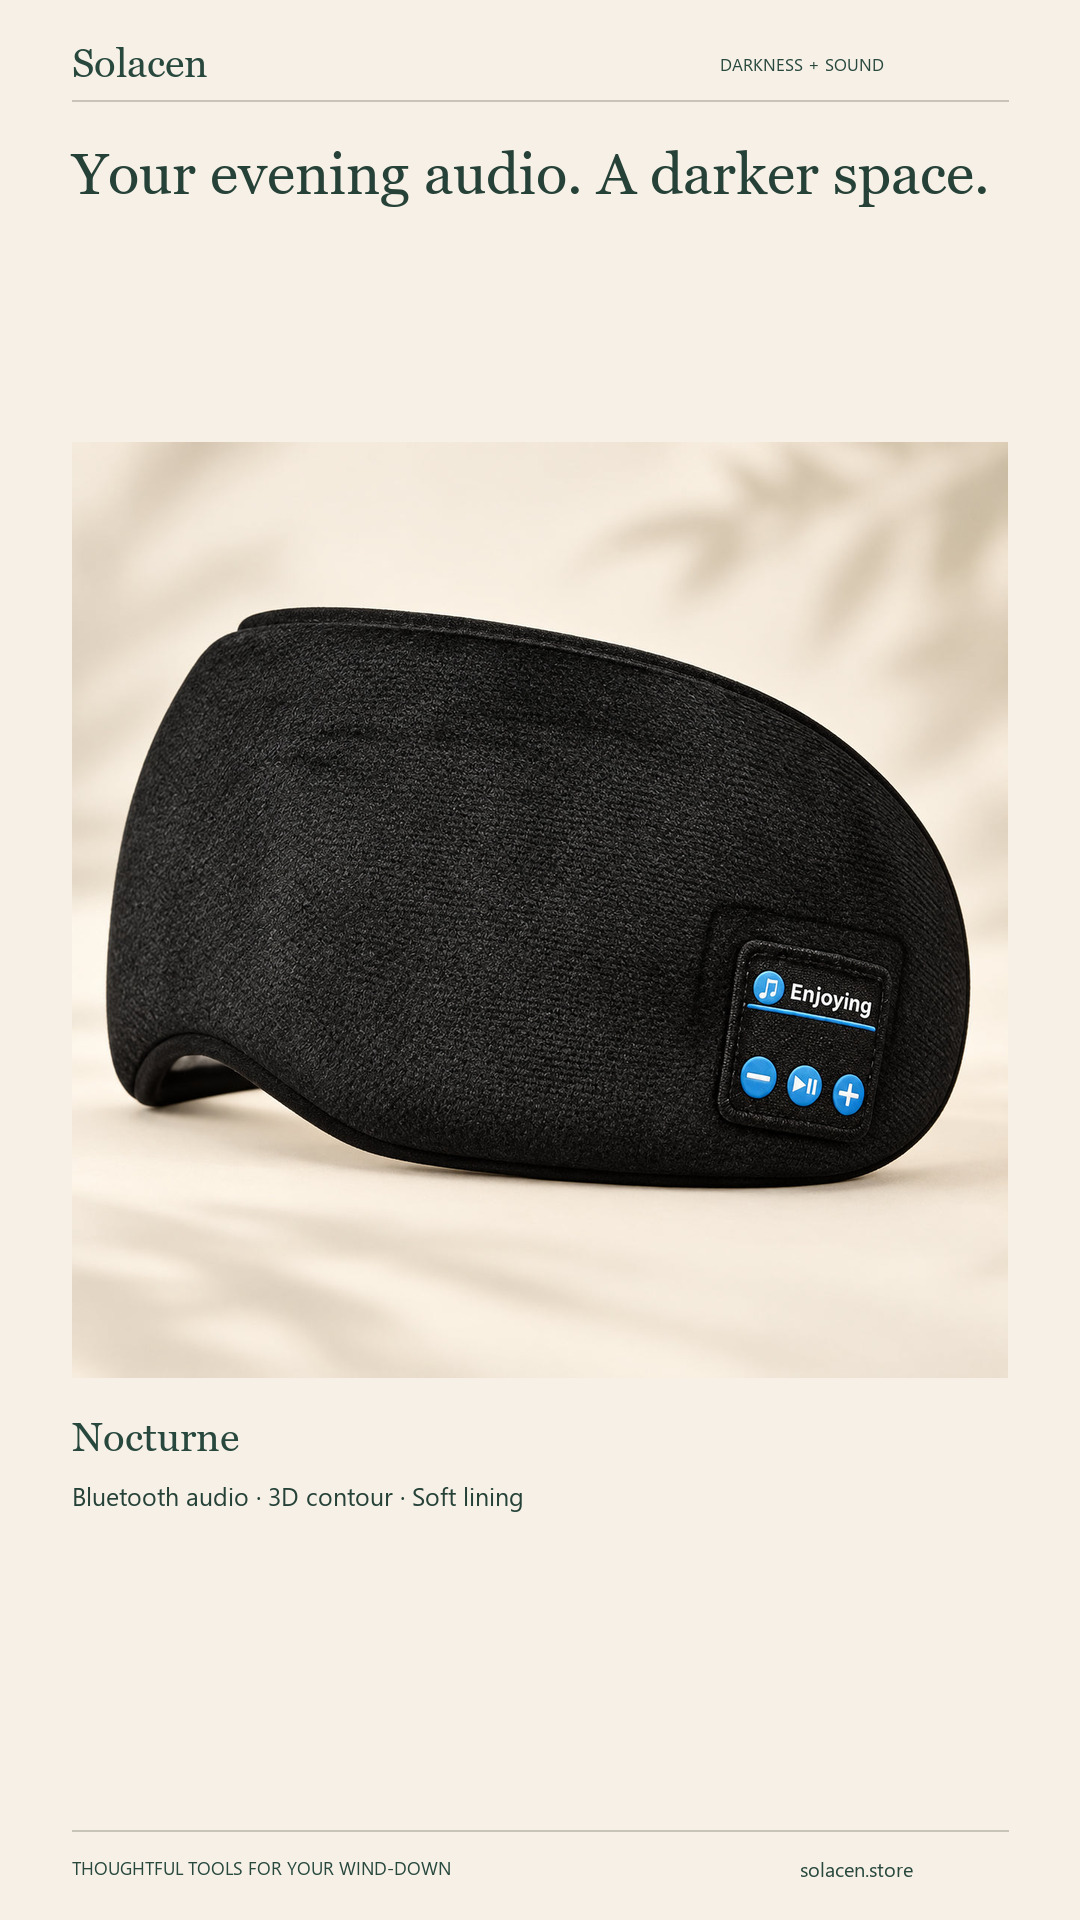 Solacen
DARKNESS + SOUND
Your evening audio. A darker space.
Enjoying
Nocturne
Bluetooth audio · 3D contour · Soft lining
THOUGHTFUL TOOLS FOR YOUR WIND-DOWN
solacen.store